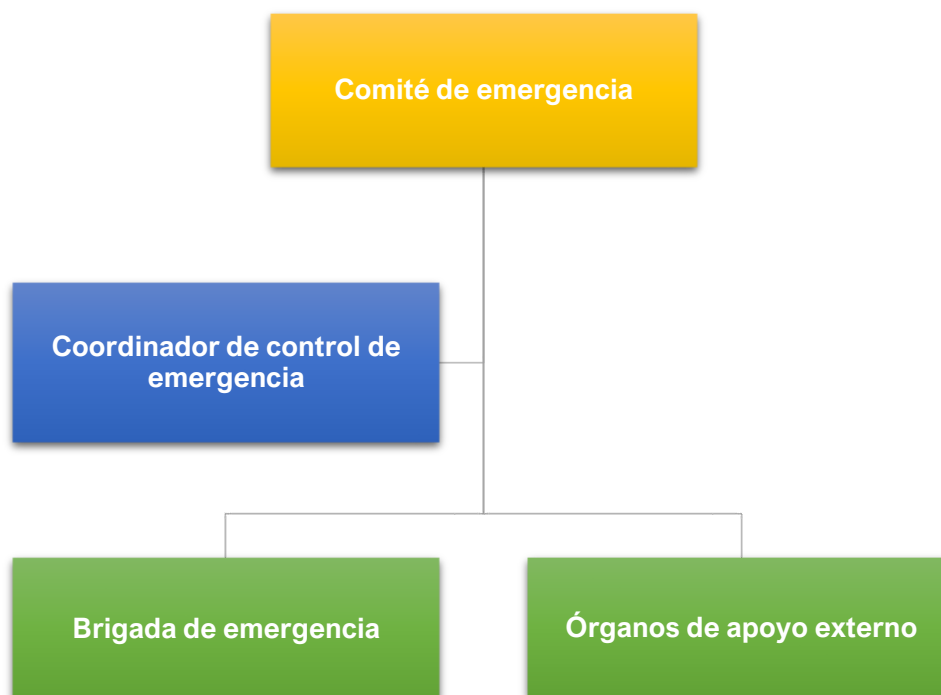 Comité de emergencia
Coordinador de control de
emergencia
Brigada de emergencia
Órganos de apoyo externo